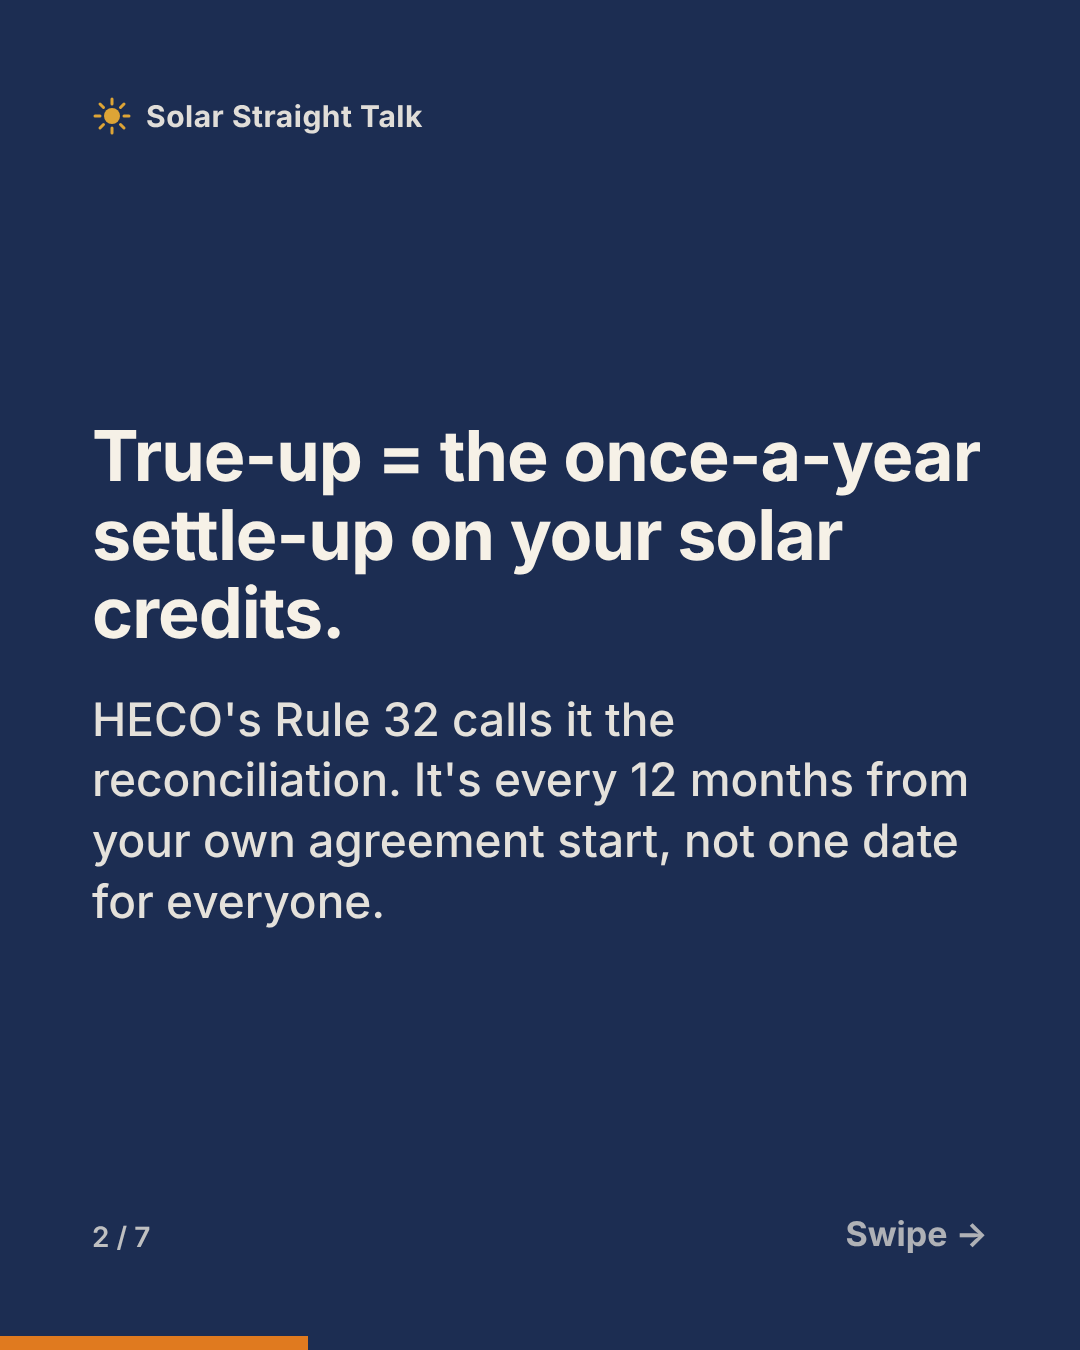 Solar Straight Talk
True-up = the once-a-year
settle-up on your solar
credits.
HECO's Rule 32 calls it the
reconciliation. It's every 12 months from
your own agreement start, not one date
for everyone.
2 / 7
Swipe →